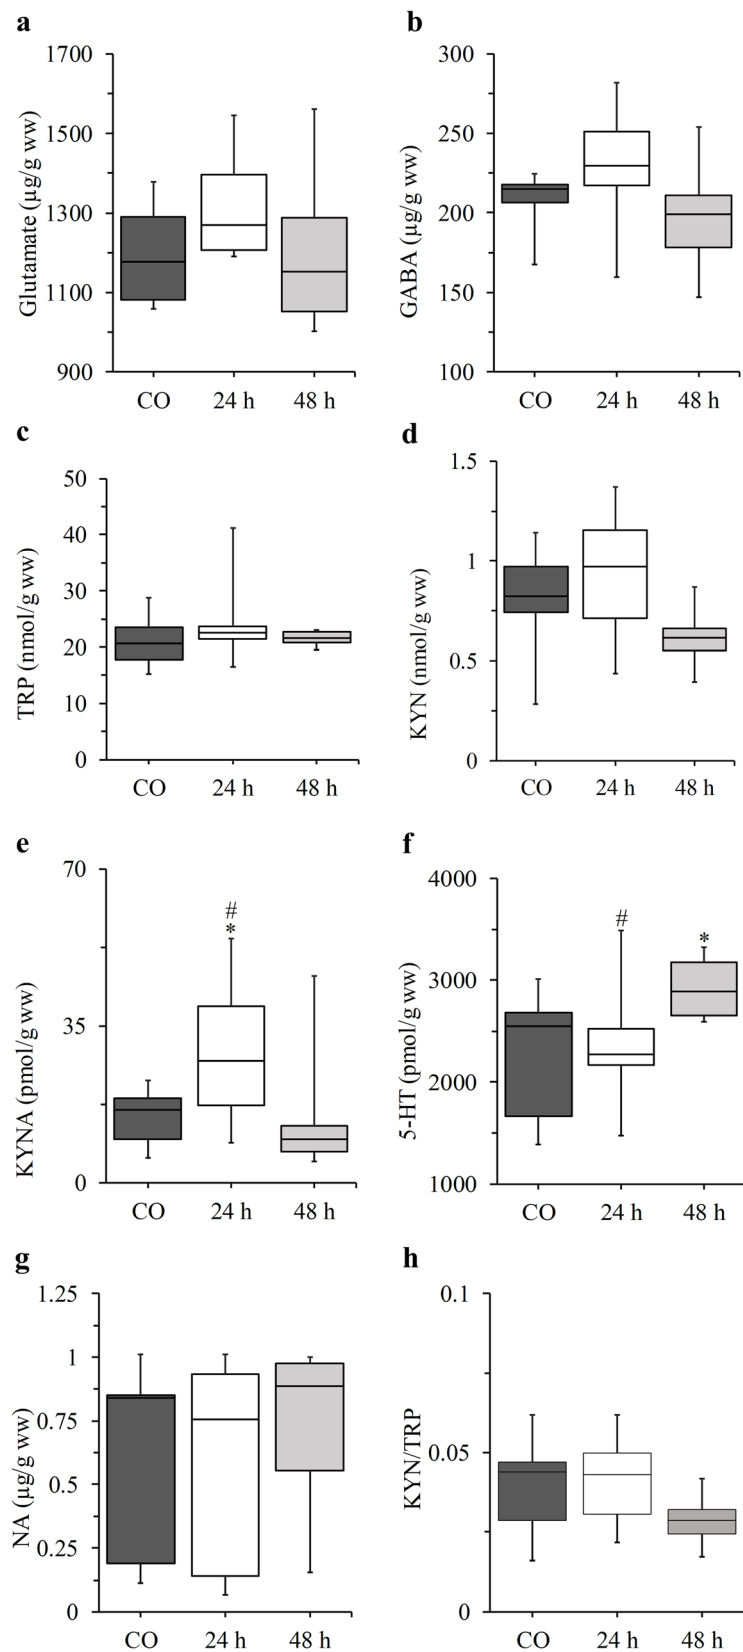 a
1700
1500
1300
1100
900
Glutamate (µg/g ww)
CO 24 h 48 h
b
300
250
200
150
100
GABA (µg/g ww)
CO 24 h 48 h
c
50
40
30
20
10
0
TRP (nmol/g ww)
CO 24 h 48 h
d
1.5
1
0.5
0
KYN (nmol/g ww)
CO 24 h 48 h
e
70
35
0
KYNA (pmol/g ww)
#
*
CO 24 h 48 h
f
4000
3000
2000
1000
5-HT (pmol/g ww)
#
*
CO 24 h 48 h
g
1.25
1
0.75
0.5
0.25
0
NA (µg/g ww)
CO 24 h 48 h
h
0.1
0.05
0
KYN/TRP
CO 24 h 48 h